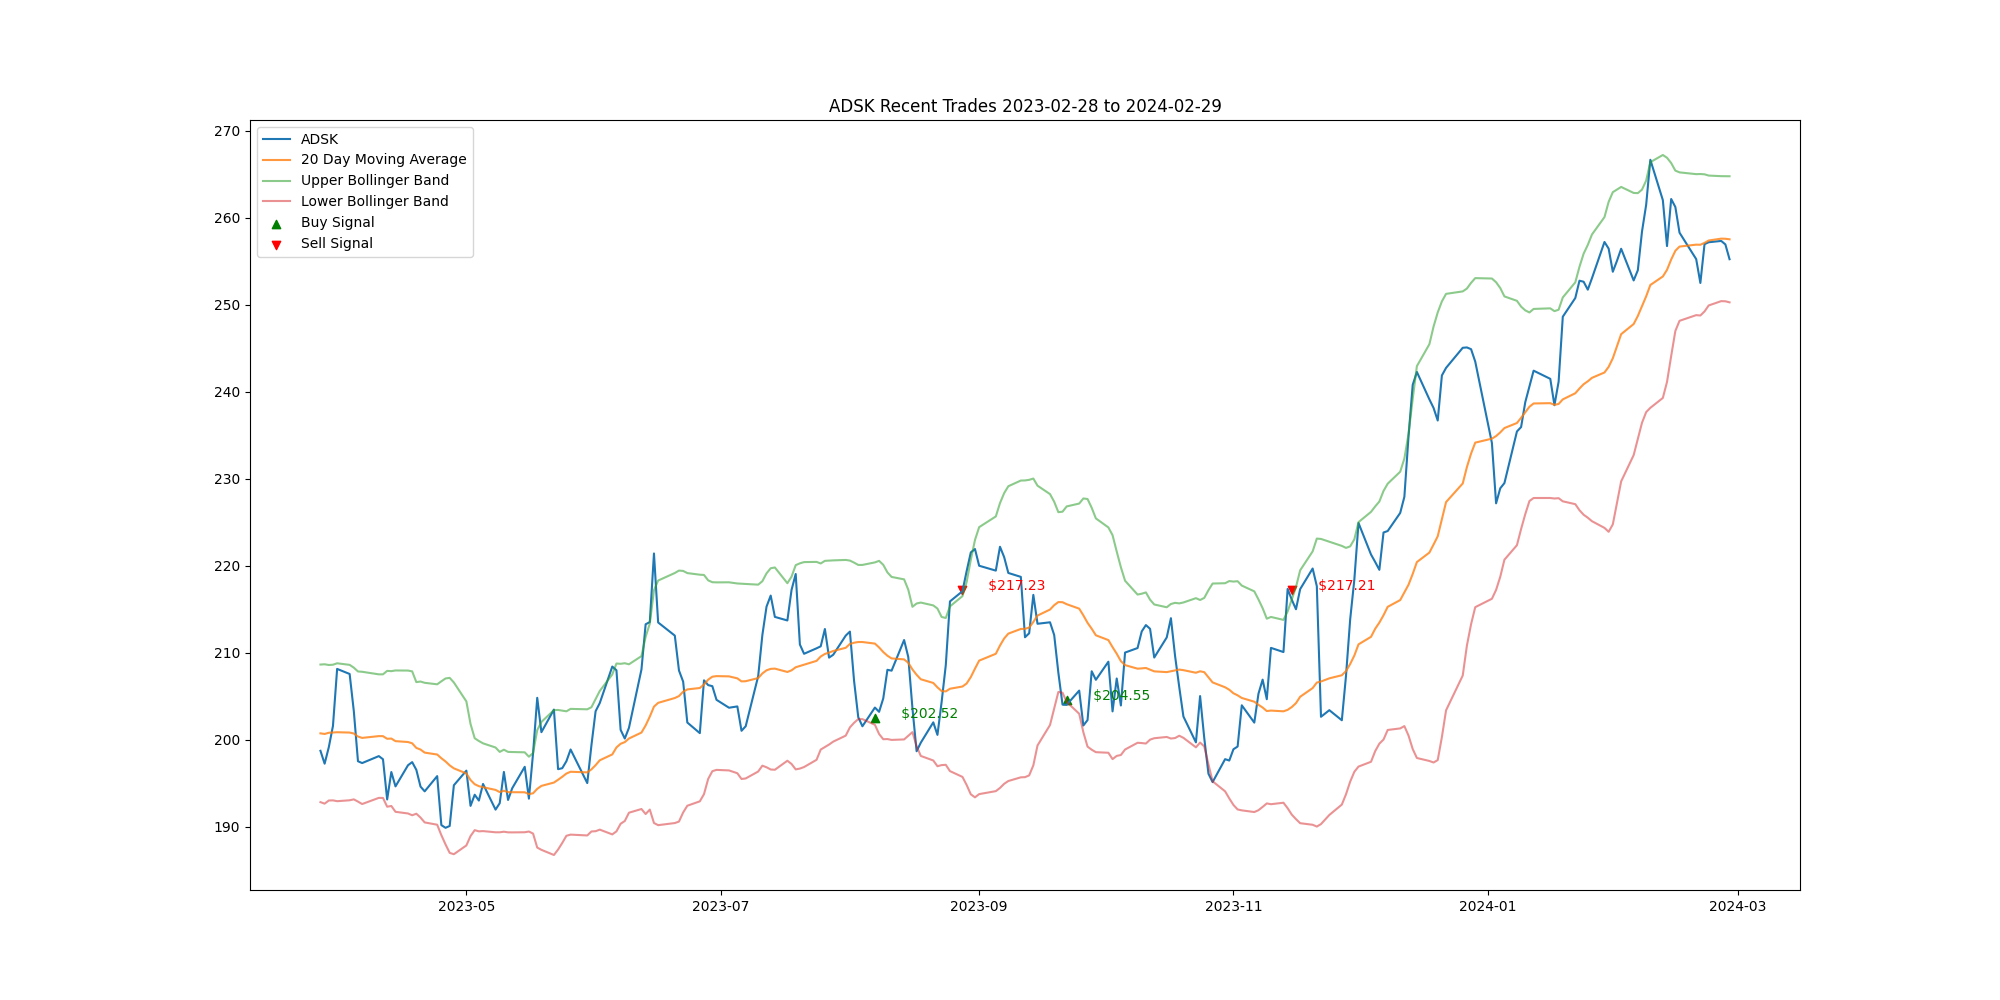 ADSK Recent Trades 2023-02-28 to 2024-02-29
270
260
250
240
230
220
210
200
190
ADSK
20 Day Moving Average
Upper Bollinger Band
Lower Bollinger Band
Buy Signal
Sell Signal
$217.23
$217.21
$204.55
$202.52
2023-05
2023-07
2023-09
2023-11
2024-01
2024-03